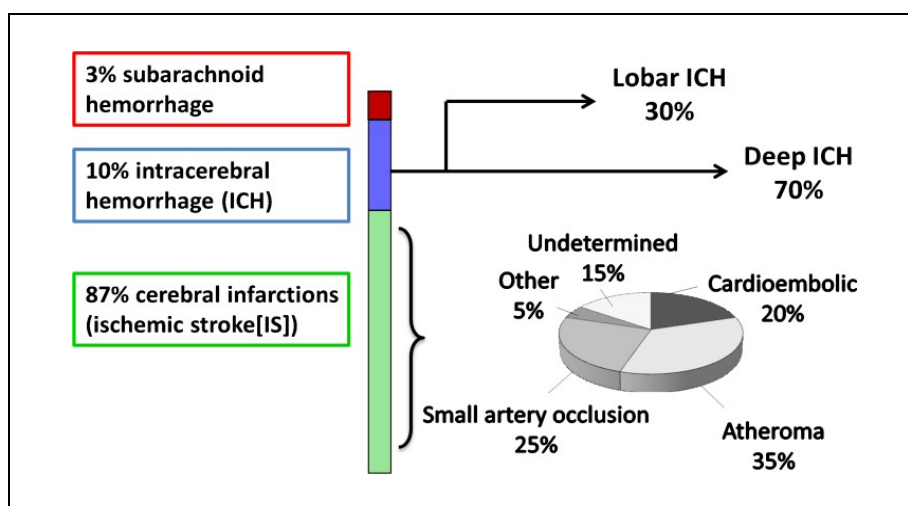 3% subarachnoid
hemorrhage
10% intracerebral
hemorrhage (ICH)
87% cerebral infarctions
(ischemic stroke[IS])
Lobar ICH
30%
Deep ICH
70%
Undetermined
15%
Other
5%
Cardioembolic
20%
Small artery occlusion
25%
Atheroma
35%